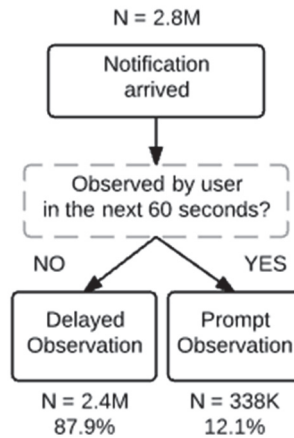 N = 2.8M
Notification
arrived
Observed by user
in the next 60 seconds?
NO
YES
Delayed
Observation
Prompt
Observation
N = 2.4M
87.9%
N = 338K
12.1%